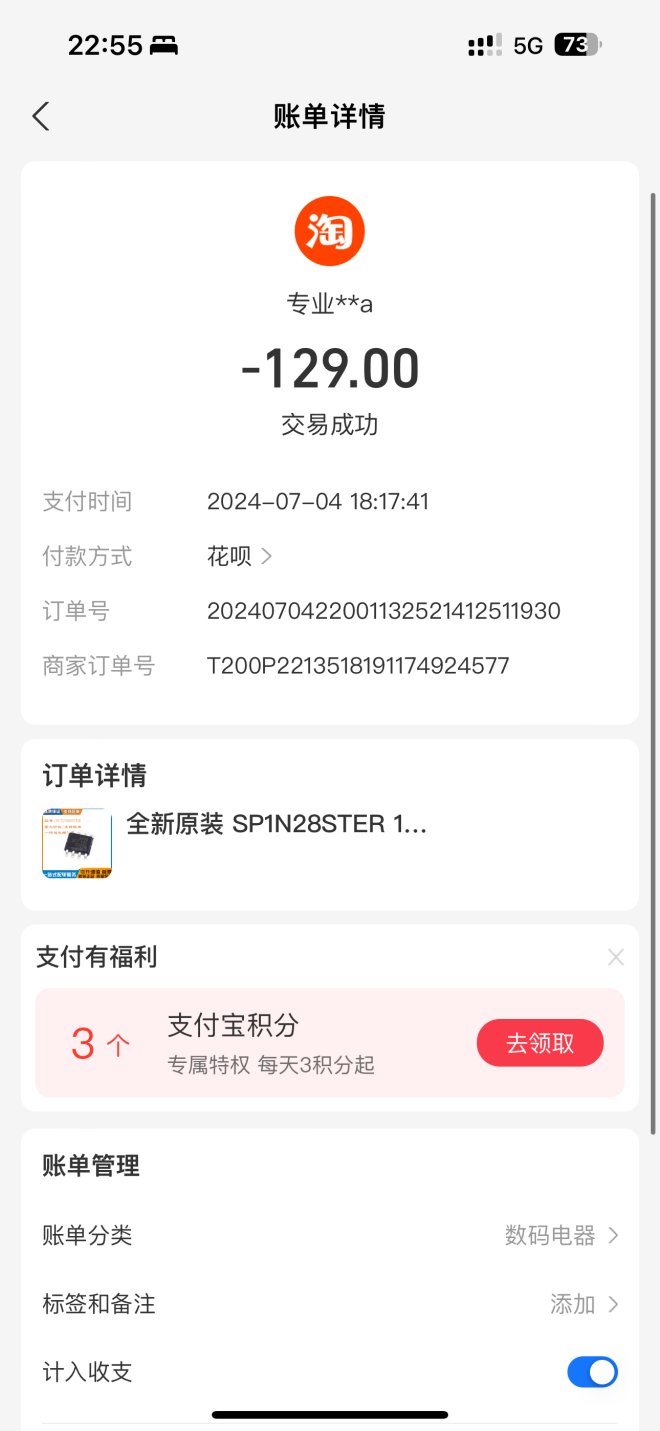 22:55
5G
73
账单详情
淘
专业**a
-129.00
交易成功
支付时间 2024-07-04 18:17:41
付款方式 花呗
订单号 2024070422001132521412511930
商家订单号 T200P2213518191174924577
订单详情
全新原装 SP1N28STER 1...
支付有福利
3 个
支付宝积分
专属特权 每天3积分起
去领取
账单管理
账单分类 数码电器
标签和备注 添加
计入收支